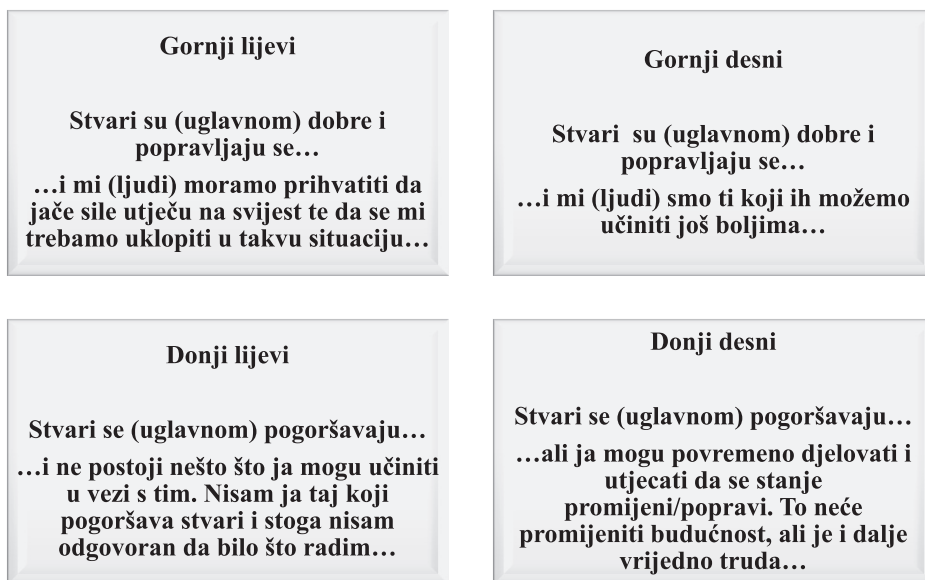 Gornji lijevi
Stvari su (uglavnom) dobre i
popravljaju se…
…i mi (ljudi) moramo prihvatiti da
jače sile utječu na svijest te da se mi
trebamo uklopiti u takvu situaciju…
Gornji desni
Stvari su (uglavnom) dobre i
popravljaju se…
…i mi (ljudi) smo ti koji ih možemo
učiniti još boljima…
Donji lijevi
Stvari se (uglavnom) pogoršavaju…
…i ne postoji nešto što ja mogu učiniti
u vezi s tim. Nisam ja taj koji
pogoršava stvari i stoga nisam
odgovoran da bilo što radim…
Donji desni
Stvari se (uglavnom) pogoršavaju…
…ali ja mogu povremeno djelovati i
utjecati da se stanje
promijeni/popravi. To neće
promijeniti budućnost, ali je i dalje
vrijedno truda…